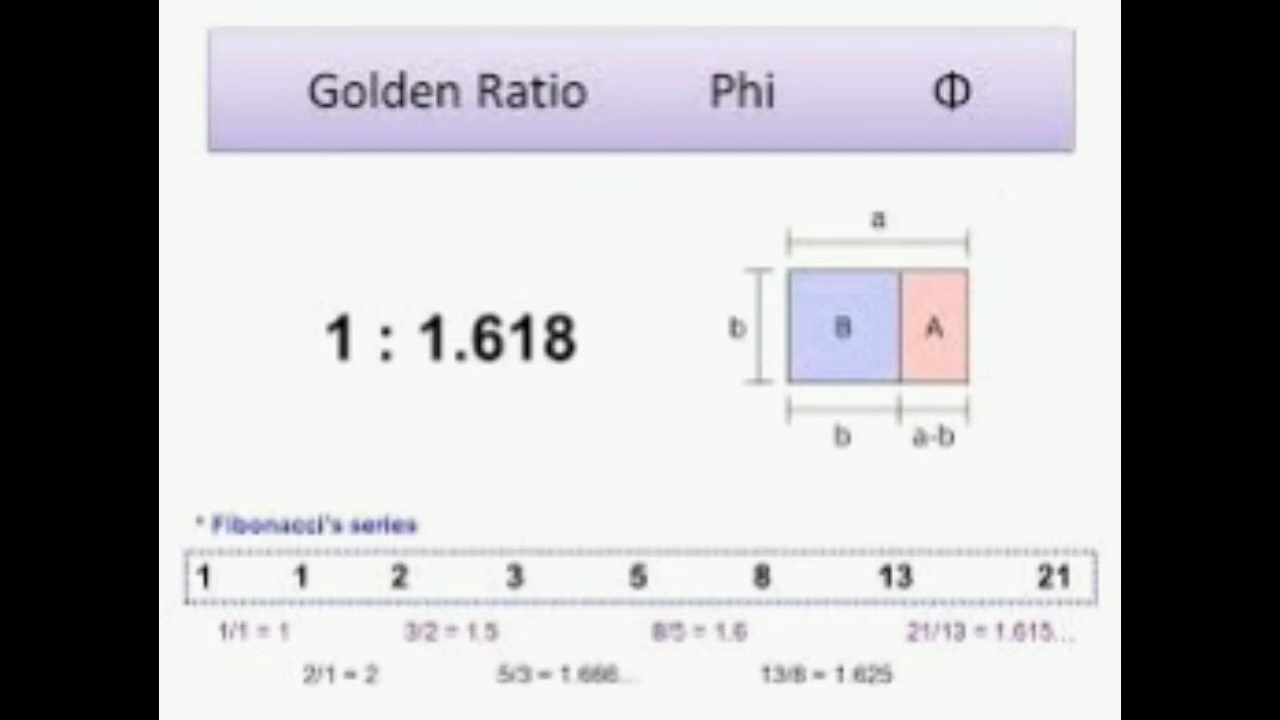 Golden Ratio Phi Φ
a
1 : 1.618
b
B A
b a-b
* Fibonacci's series
1 1 2 3 5 8 13 21
1/1 = 1 3/2 = 1.5 8/5 = 1.6 21/13 = 1.615...
2/1 = 2 5/3 = 1.666... 13/8 = 1.625